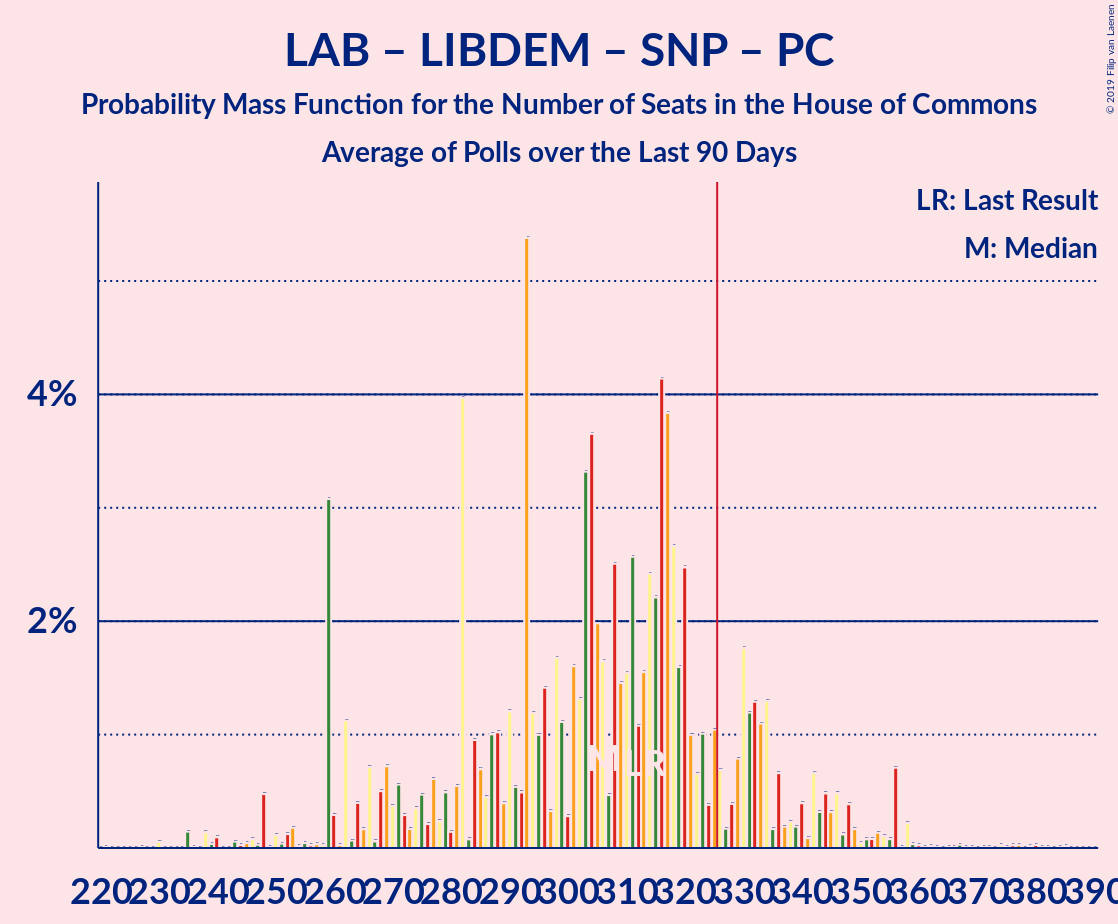 LAB – LIBDEM – SNP – PC
Probability Mass Function for the Number of Seats in the House of Commons
Average of Polls over the Last 90 Days
© 2019 Filip van Laenen
LR: Last Result
M: Median
4%
2%
M LR
220 230 240 250 260 270 280 290 300 310 320 330 340 350 360 370 380 390